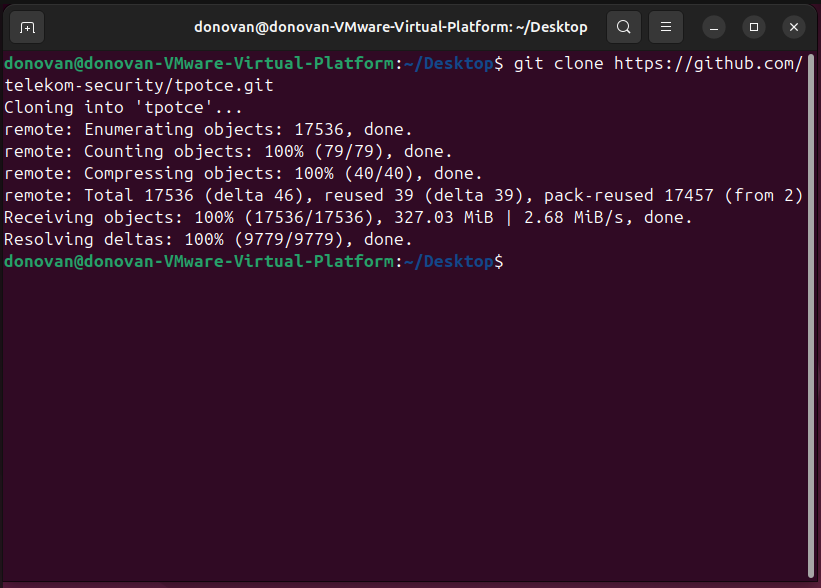 donovan@donovan-VMware-Virtual-Platform: ~/Desktop
donovan@donovan-VMware-Virtual-Platform:~/Desktop$ git clone https://github.com/
telekom-security/tpotce.git
Cloning into 'tpotce'...
remote: Enumerating objects: 17536, done.
remote: Counting objects: 100% (79/79), done.
remote: Compressing objects: 100% (40/40), done.
remote: Total 17536 (delta 46), reused 39 (delta 39), pack-reused 17457 (from 2)
Receiving objects: 100% (17536/17536), 327.03 MiB | 2.68 MiB/s, done.
Resolving deltas: 100% (9779/9779), done.
donovan@donovan-VMware-Virtual-Platform:~/Desktop$